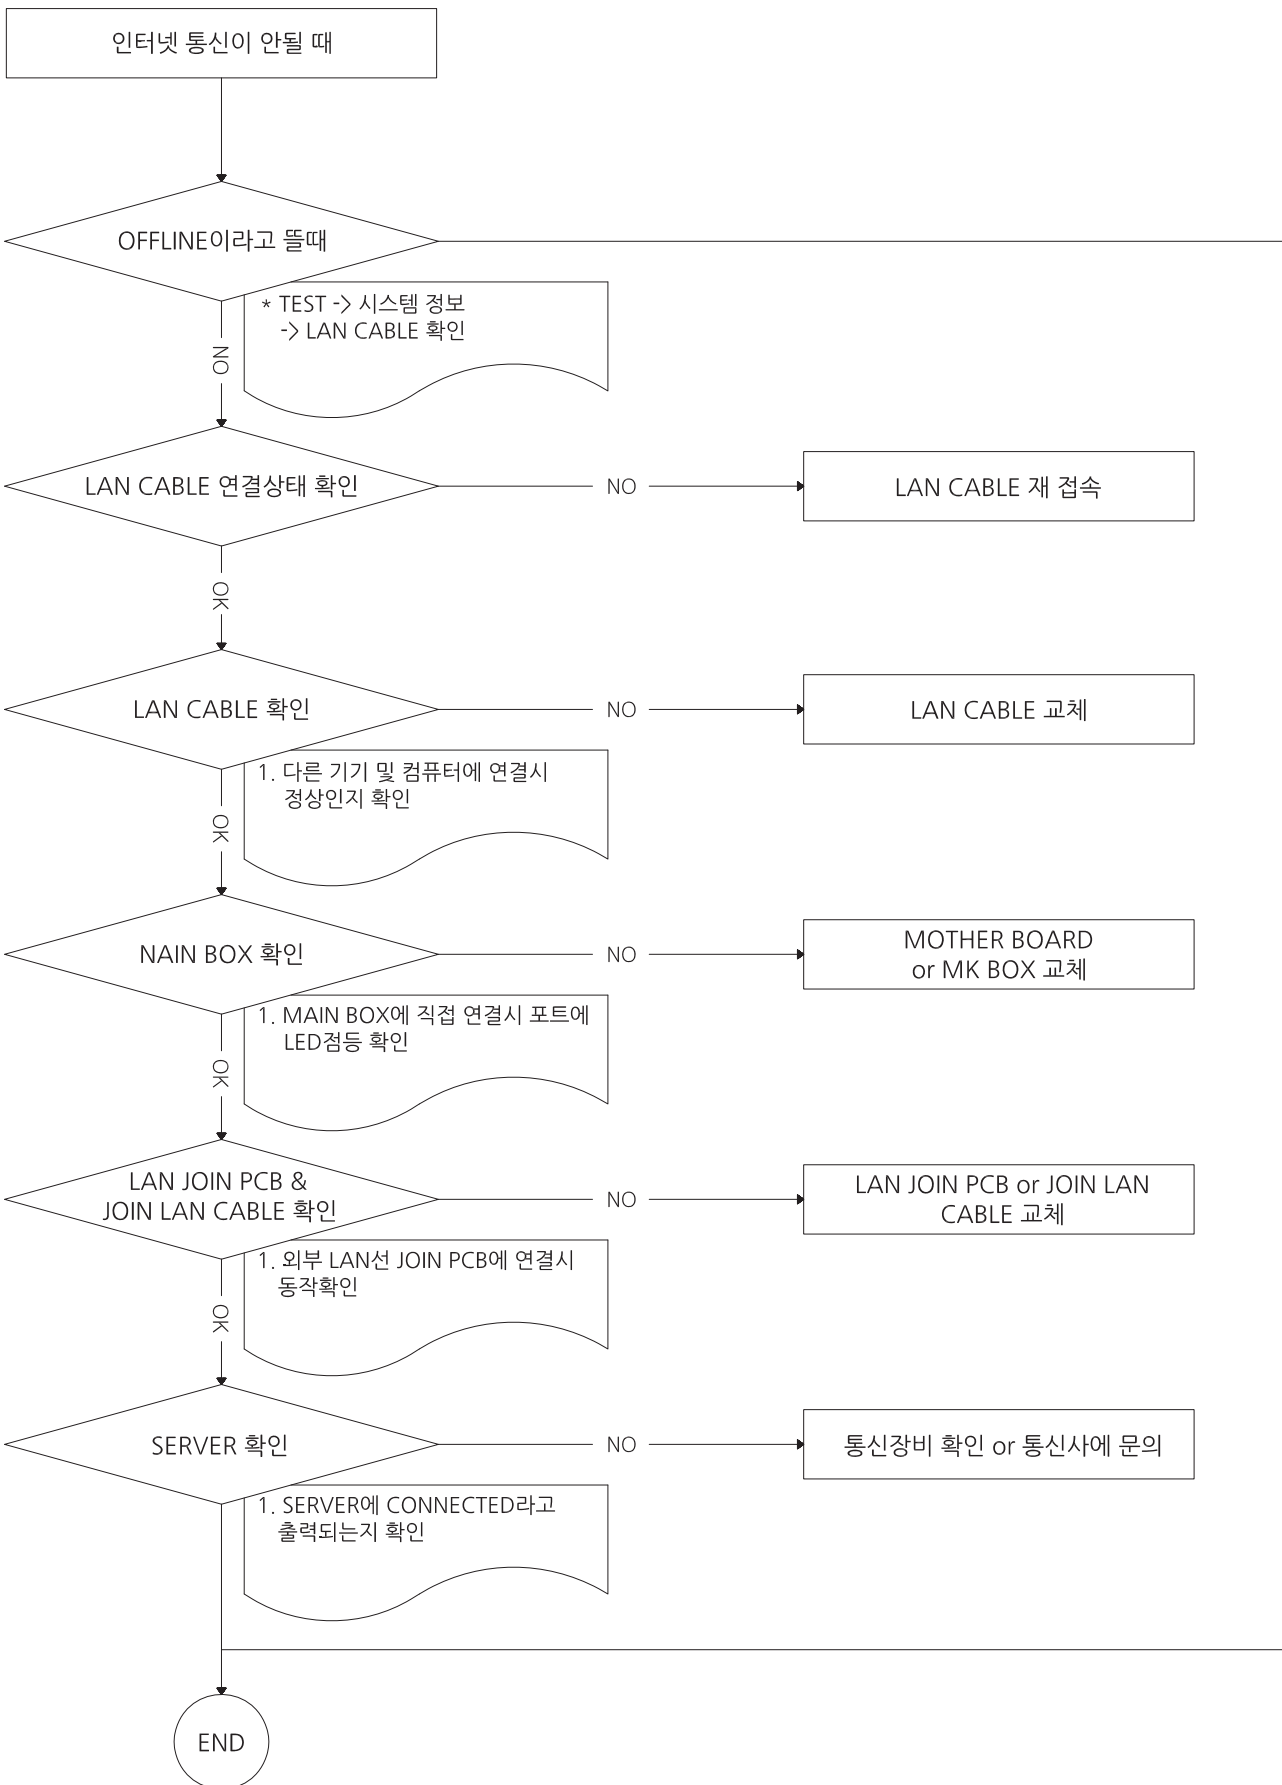 인터넷 통신이 안될 때
OFFLINE이라고 뜰때
* TEST -> 시스템 정보
-> LAN CABLE 확인
NO
LAN CABLE 연결상태 확인
NO
LAN CABLE 재 접속
OK
LAN CABLE 확인
NO
LAN CABLE 교체
1. 다른 기기 및 컴퓨터에 연결시
정상인지 확인
OK
NAIN BOX 확인
NO
MOTHER BOARD
or MK BOX 교체
1. MAIN BOX에 직접 연결시 포트에
LED점등 확인
OK
LAN JOIN PCB &
JOIN LAN CABLE 확인
NO
LAN JOIN PCB or JOIN LAN
CABLE 교체
1. 외부 LAN선 JOIN PCB에 연결시
동작확인
OK
SERVER 확인
NO
통신장비 확인 or 통신사에 문의
1. SERVER에 CONNECTED라고
출력되는지 확인
END